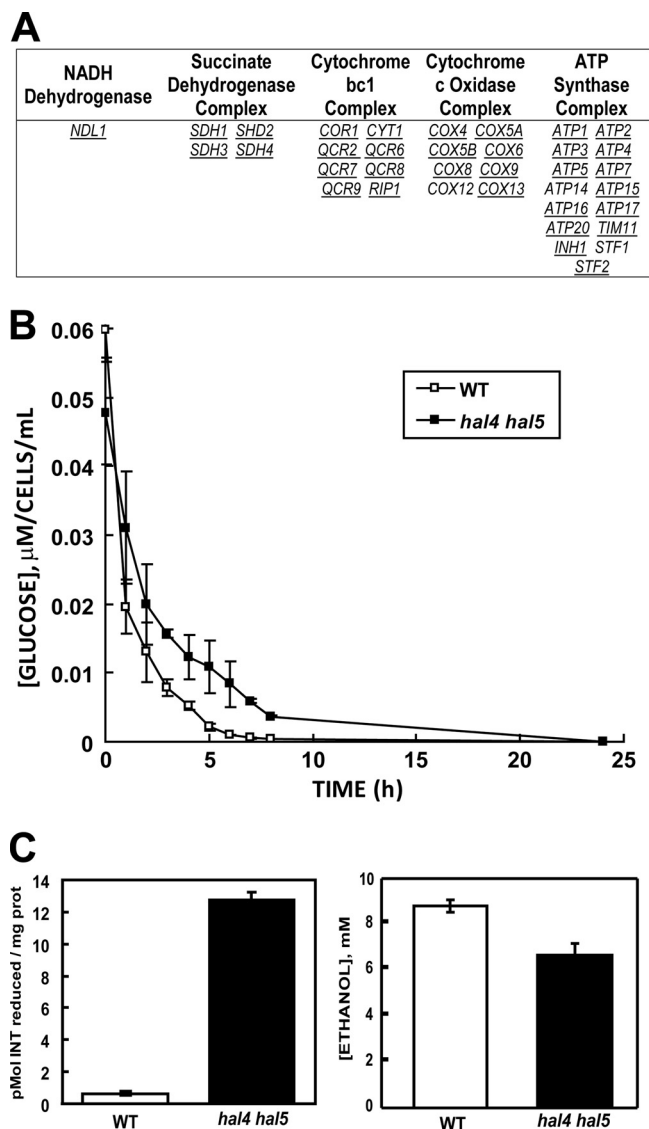 A
NADH Dehydrogenase
Succinate Dehydrogenase Complex
Cytochrome bc1 Complex
Cytochrome c Oxidase Complex
ATP Synthase Complex
NDL1
SDH1 SHD2
SDH3 SDH4
COR1 CYT1
QCR2 QCR6
QCR7 QCR8
QCR9 RIP1
COX4 COX5A
COX5B COX6
COX8 COX9
COX12 COX13
ATP1 ATP2
ATP3 ATP4
ATP5 ATP7
ATP14 ATP15
ATP16 ATP17
ATP20 TIM11
INH1 STF1
STF2
B
[GLUCOSE], μM/CELLS/mL
0.06
0.05
0.04
0.03
0.02
0.01
0
WT
hal4 hal5
0 5 10 15 20 25
TIME (h)
C
pMol INT reduced / mg prot
14
12
10
8
6
4
2
0
WT hal4 hal5
[ETHANOL], mM
10
8
6
4
2
0
WT hal4 hal5